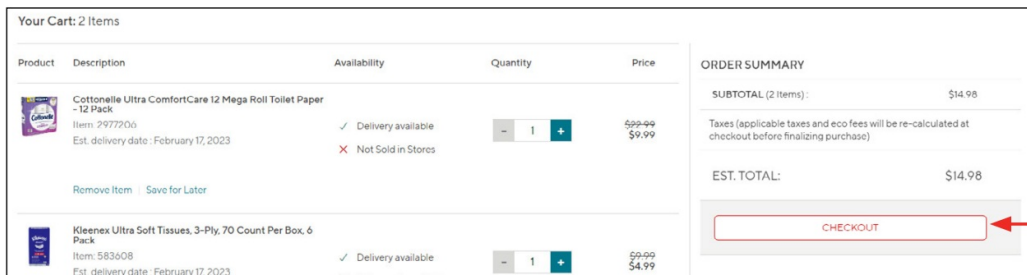 Your Cart: 2 Items
Product Description Availability Quantity Price
Cottonelle Ultra ComfortCare 12 Mega Roll Toilet Paper
- 12 Pack
Item: 2977206
Est. delivery date : February 17, 2023
✓ Delivery available
✕ Not Sold in Stores
- 1 +
$22.99
$9.99
Remove Item | Save for Later
Kleenex Ultra Soft Tissues, 3-Ply, 70 Count Per Box, 6
Pack
Item: 583608
Est. delivery date : February 17, 2023
✓ Delivery available
- 1 +
$9.99
$4.99
ORDER SUMMARY
SUBTOTAL (2 Items) : $14.98
Taxes (applicable taxes and eco fees will be re-calculated at
checkout before finalizing purchase)
EST. TOTAL: $14.98
CHECKOUT